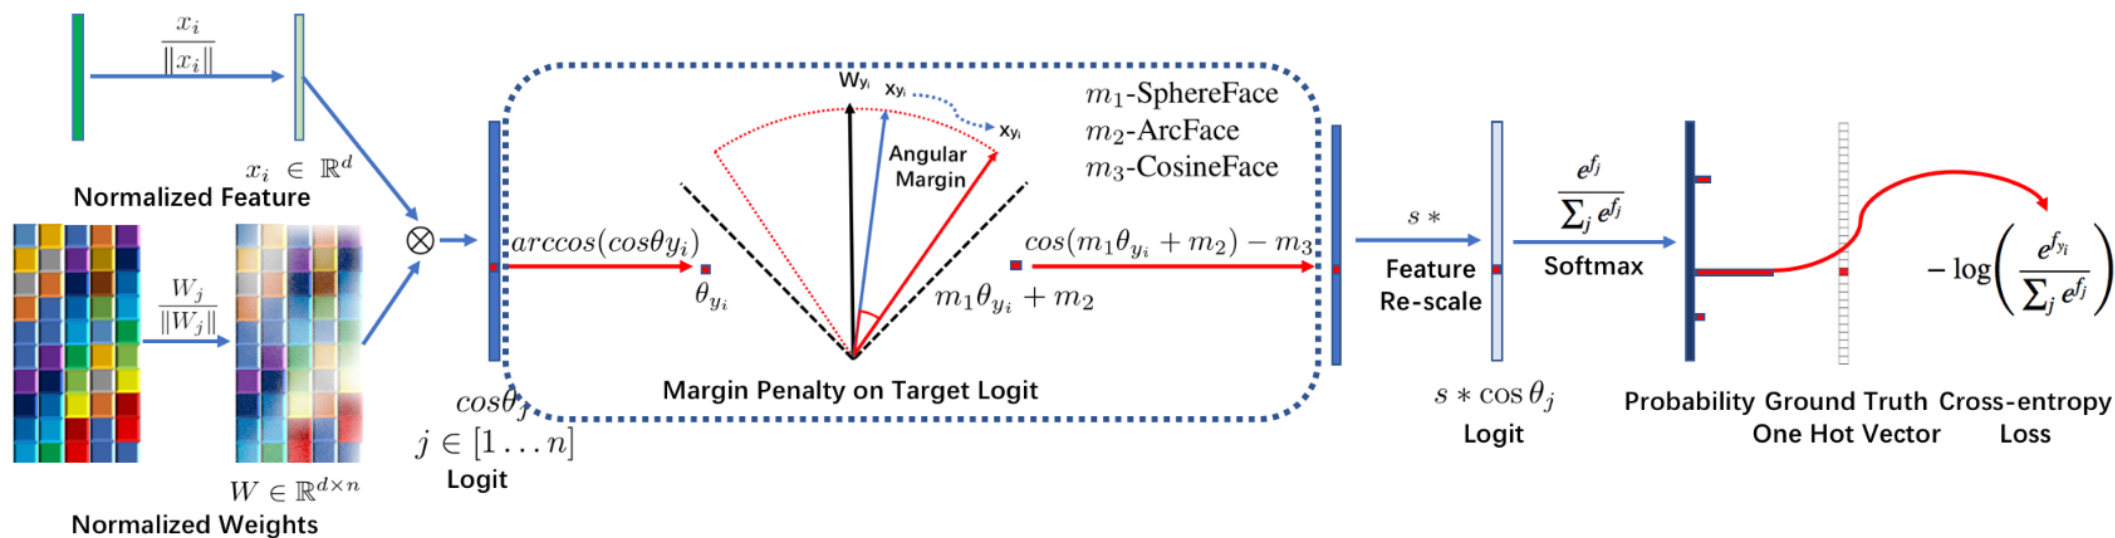 x_i / ‖x_i‖
x_i ∈ ℝ^d
Normalized Feature
W_j / ‖W_j‖
W ∈ ℝ^{d×n}
Normalized Weights
⊗
cosθ_j
j ∈ [1 … n]
Logit
arccos(cosθy_i)
θ_{y_i}
W_{y_i}
x_{y_i}
x_{y_i}
Angular
Margin
m_1-SphereFace
m_2-ArcFace
m_3-CosineFace
m_1θ_{y_i} + m_2
cos(m_1θ_{y_i} + m_2) − m_3
Margin Penalty on Target Logit
s *
Feature
Re-scale
s * cos θ_j
Logit
e^{f_j} / ∑_j e^{f_j}
Softmax
Probability
Ground Truth
One Hot Vector
− log( e^{f_{y_i}} / ∑_j e^{f_j} )
Cross-entropy
Loss